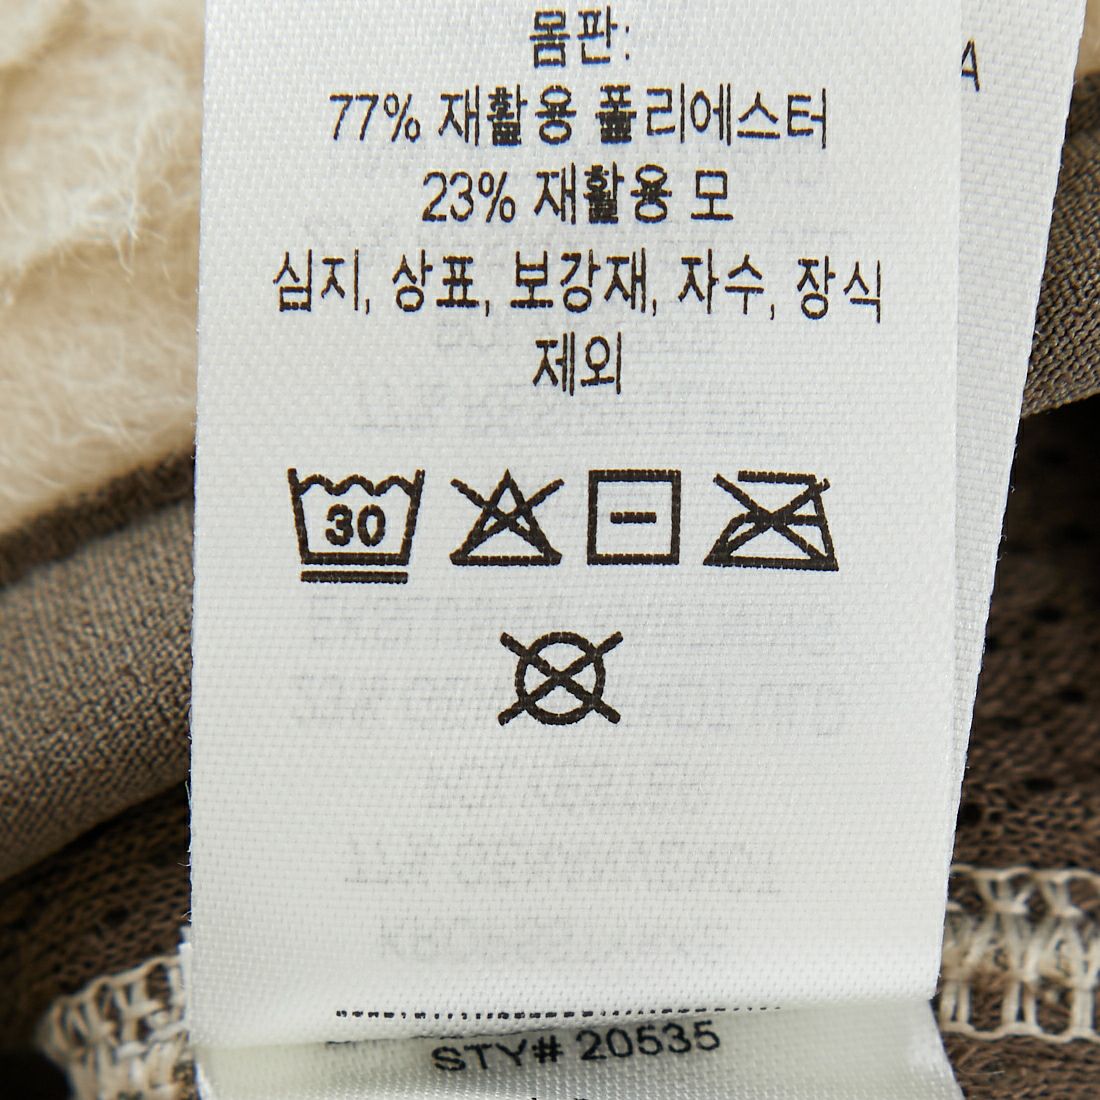 몸판:
77% 재활용 폴리에스터
23% 재활용 모
심지, 상표, 보강재, 자수, 장식
제외
30
STY# 20535
A